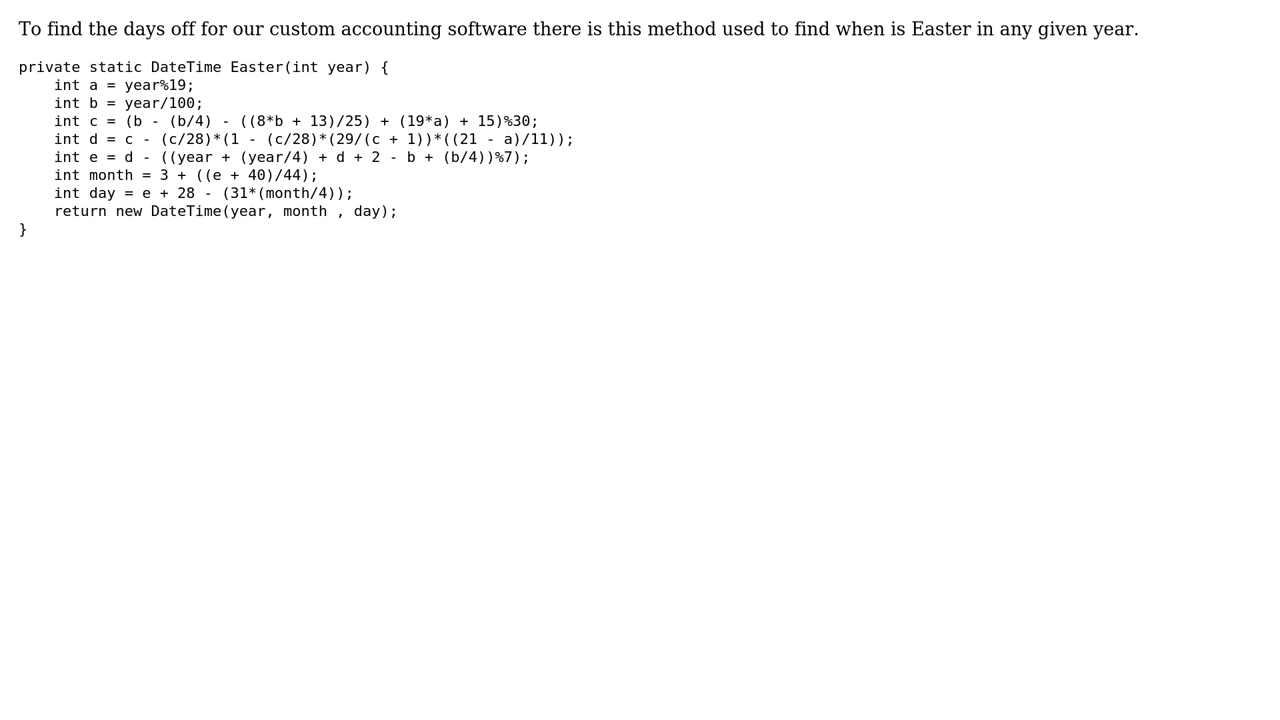 To find the days off for our custom accounting software there is this method used to find when is Easter in any given year.
private static DateTime Easter(int year) {
    int a = year%19;
    int b = year/100;
    int c = (b - (b/4) - ((8*b + 13)/25) + (19*a) + 15)%30;
    int d = c - (c/28)*(1 - (c/28)*(29/(c + 1))*((21 - a)/11));
    int e = d - ((year + (year/4) + d + 2 - b + (b/4))%7);
    int month = 3 + ((e + 40)/44);
    int day = e + 28 - (31*(month/4));
    return new DateTime(year, month , day);
}